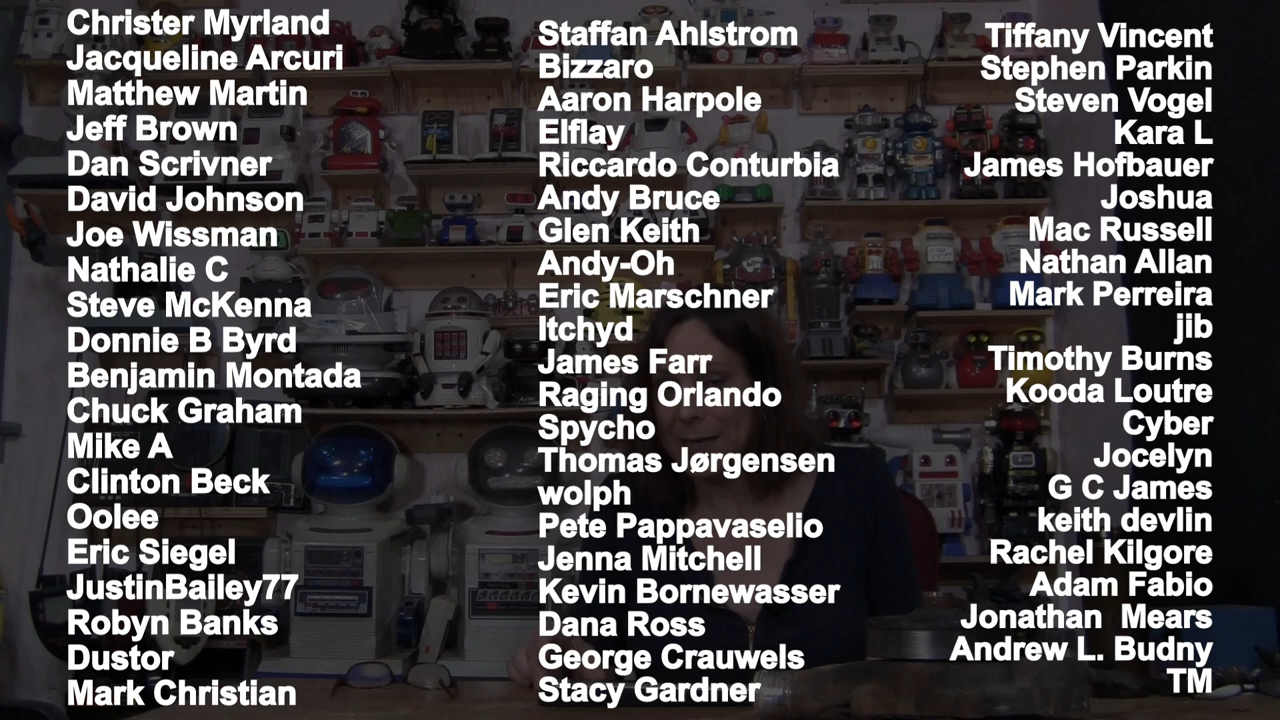 Christer Myrland
Jacqueline Arcuri
Matthew Martin
Jeff Brown
Dan Scrivner
David Johnson
Joe Wissman
Nathalie C
Steve McKenna
Donnie B Byrd
Benjamin Montada
Chuck Graham
Mike A
Clinton Beck
Oolee
Eric Siegel
JustinBailey77
Robyn Banks
Dustor
Mark Christian
Staffan Ahlstrom
Bizzaro
Aaron Harpole
Elflay
Riccardo Conturbia
Andy Bruce
Glen Keith
Andy-Oh
Eric Marschner
Itchyd
James Farr
Raging Orlando
Spycho
Thomas Jørgensen
wolph
Pete Pappavaselio
Jenna Mitchell
Kevin Bornewasser
Dana Ross
George Crauwels
Stacy Gardner
Tiffany Vincent
Stephen Parkin
Steven Vogel
Kara L
James Hofbauer
Joshua
Mac Russell
Nathan Allan
Mark Perreira
jib
Timothy Burns
Kooda Loutre
Cyber
Jocelyn
G C James
keith devlin
Rachel Kilgore
Adam Fabio
Jonathan  Mears
Andrew L. Budny
TM